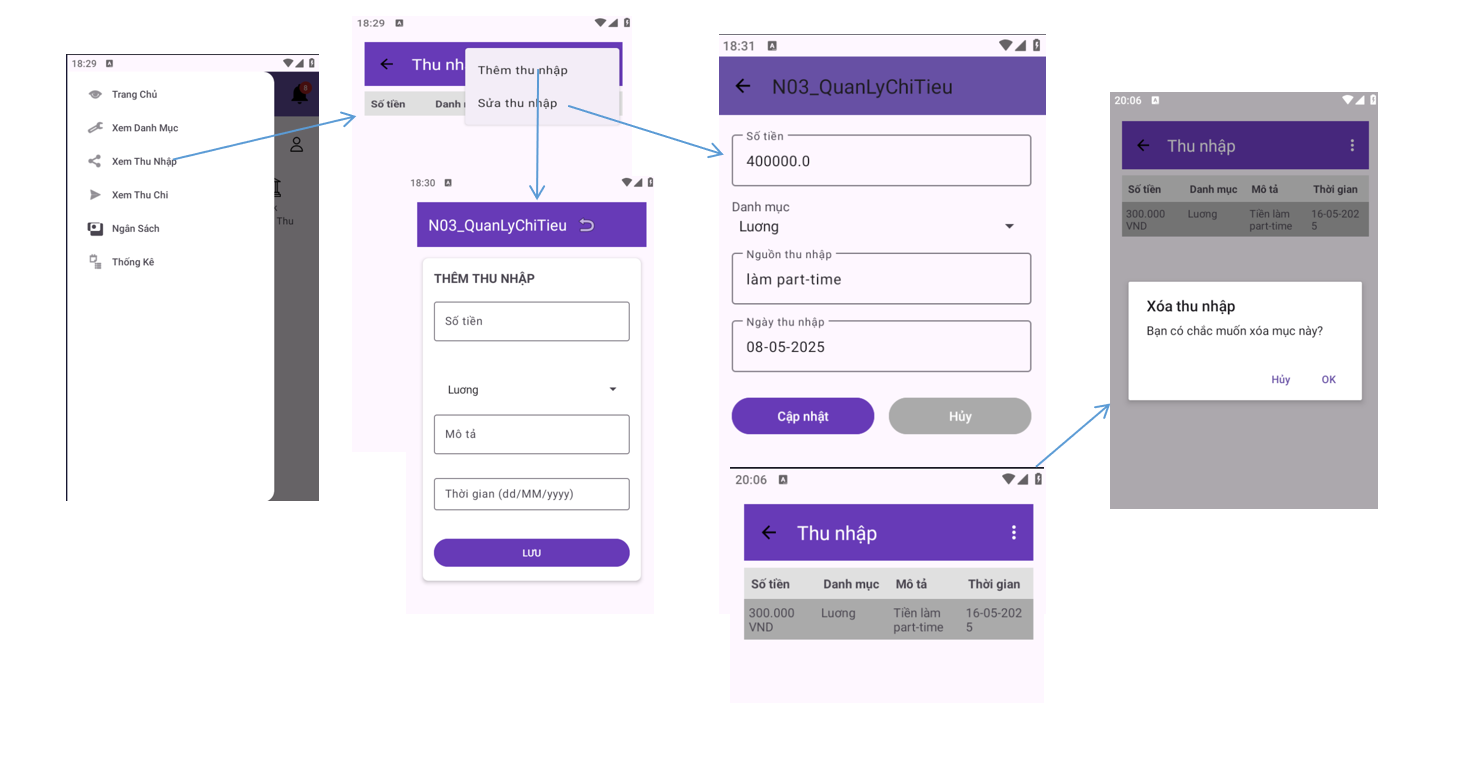 18:29
Trang Chủ
Xem Danh Mục
Xem Thu Nhập
Xem Thu Chi
Ngân Sách
Thống Kê
8
Thu
18:29
Thu nh
Thêm thu nhập
Sửa thu nhập
Số tiền Danh
18:30
N03_QuanLyChiTieu
THÊM THU NHẬP
Số tiền
Lương
Mô tả
Thời gian (dd/MM/yyyy)
LƯU
18:31
N03_QuanLyChiTieu
Số tiền
400000.0
Danh mục
Lương
Nguồn thu nhập
làm part-time
Ngày thu nhập
08-05-2025
Cập nhật Hủy
20:06
Thu nhập
Số tiền Danh mục Mô tả Thời gian
300.000 Lương Tiền làm 16-05-202
VND part-time 5
20:06
Thu nhập
Số tiền Danh mục Mô tả Thời gian
300.000 Lương Tiền làm 16-05-202
VND part-time 5
Xóa thu nhập
Bạn có chắc muốn xóa mục này?
Hủy OK